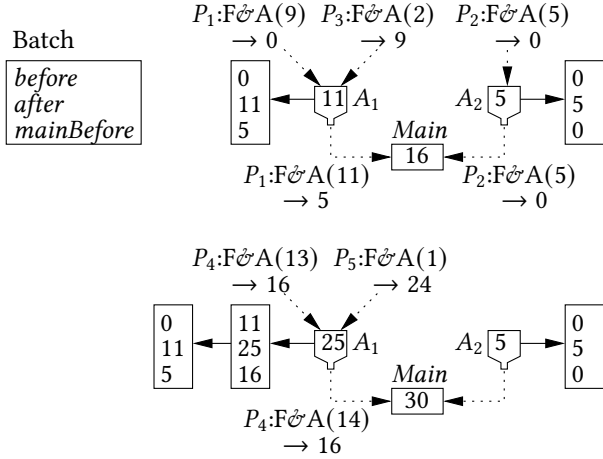 P₁:F&A(9) P₃:F&A(2) P₂:F&A(5)
→ 0 → 9 → 0
Batch
before
after
mainBefore
0
11
5
11 A₁
A₂ 5
0
5
0
Main
16
P₁:F&A(11) P₂:F&A(5)
→ 5 → 0
P₄:F&A(13) P₅:F&A(1)
→ 16 → 24
0
11
5
11
25
16
25 A₁
A₂ 5
0
5
0
Main
30
P₄:F&A(14)
→ 16